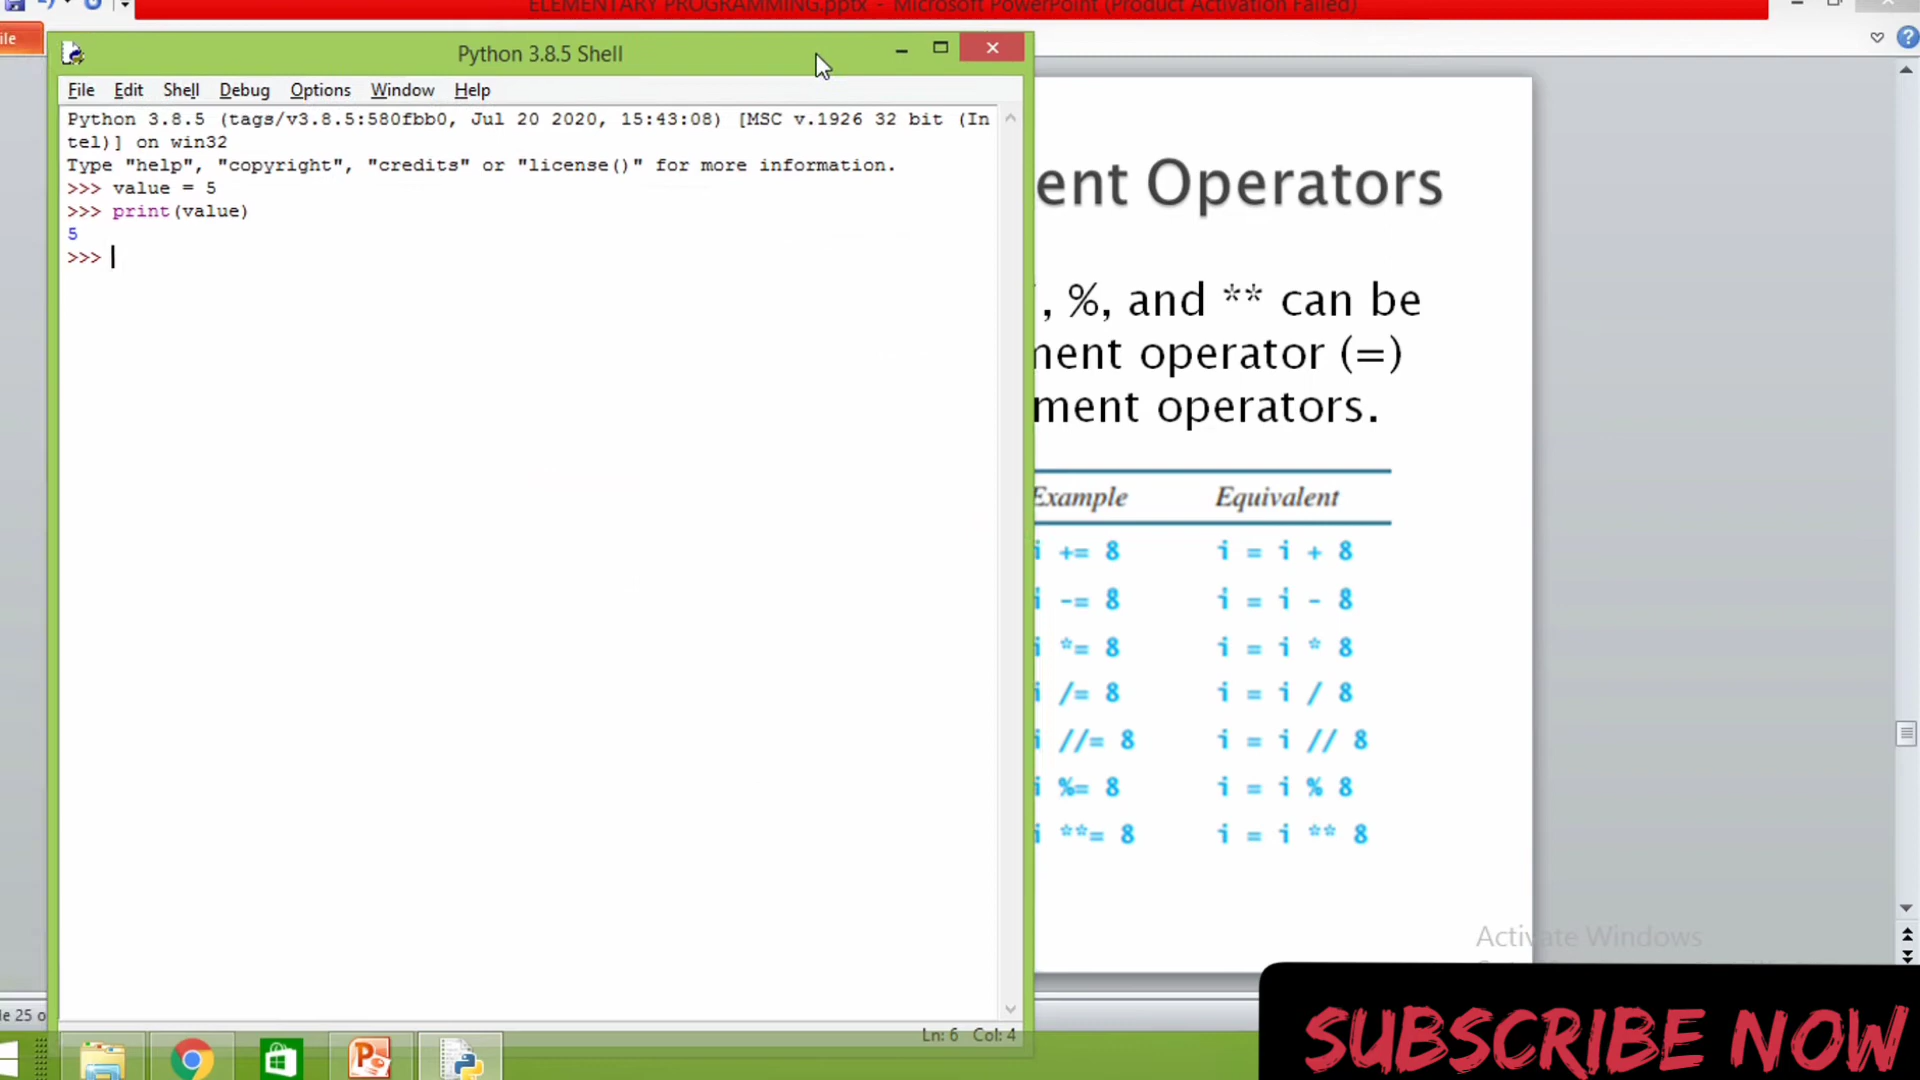 ELEMENTARY PROGRAMMING.pptx - Microsoft PowerPoint (Product Activation Failed)
Python 3.8.5 Shell
File Edit Shell Debug Options Window Help
Python 3.8.5 (tags/v3.8.5:580fbb0, Jul 20 2020, 15:43:08) [MSC v.1926 32 bit (In
tel)] on win32
Type "help", "copyright", "credits" or "license()" for more information.
>>> value = 5
>>> print(value)
5
>>>
Ln: 6 Col: 4
ent Operators
, %, and ** can be
ment operator (=)
ment operators.
Example Equivalent
i += 8 i = i + 8
i -= 8 i = i - 8
i *= 8 i = i * 8
i /= 8 i = i / 8
i //= 8 i = i // 8
i %= 8 i = i % 8
i **= 8 i = i ** 8
Activate Windows
le 25 o
SUBSCRIBE NOW